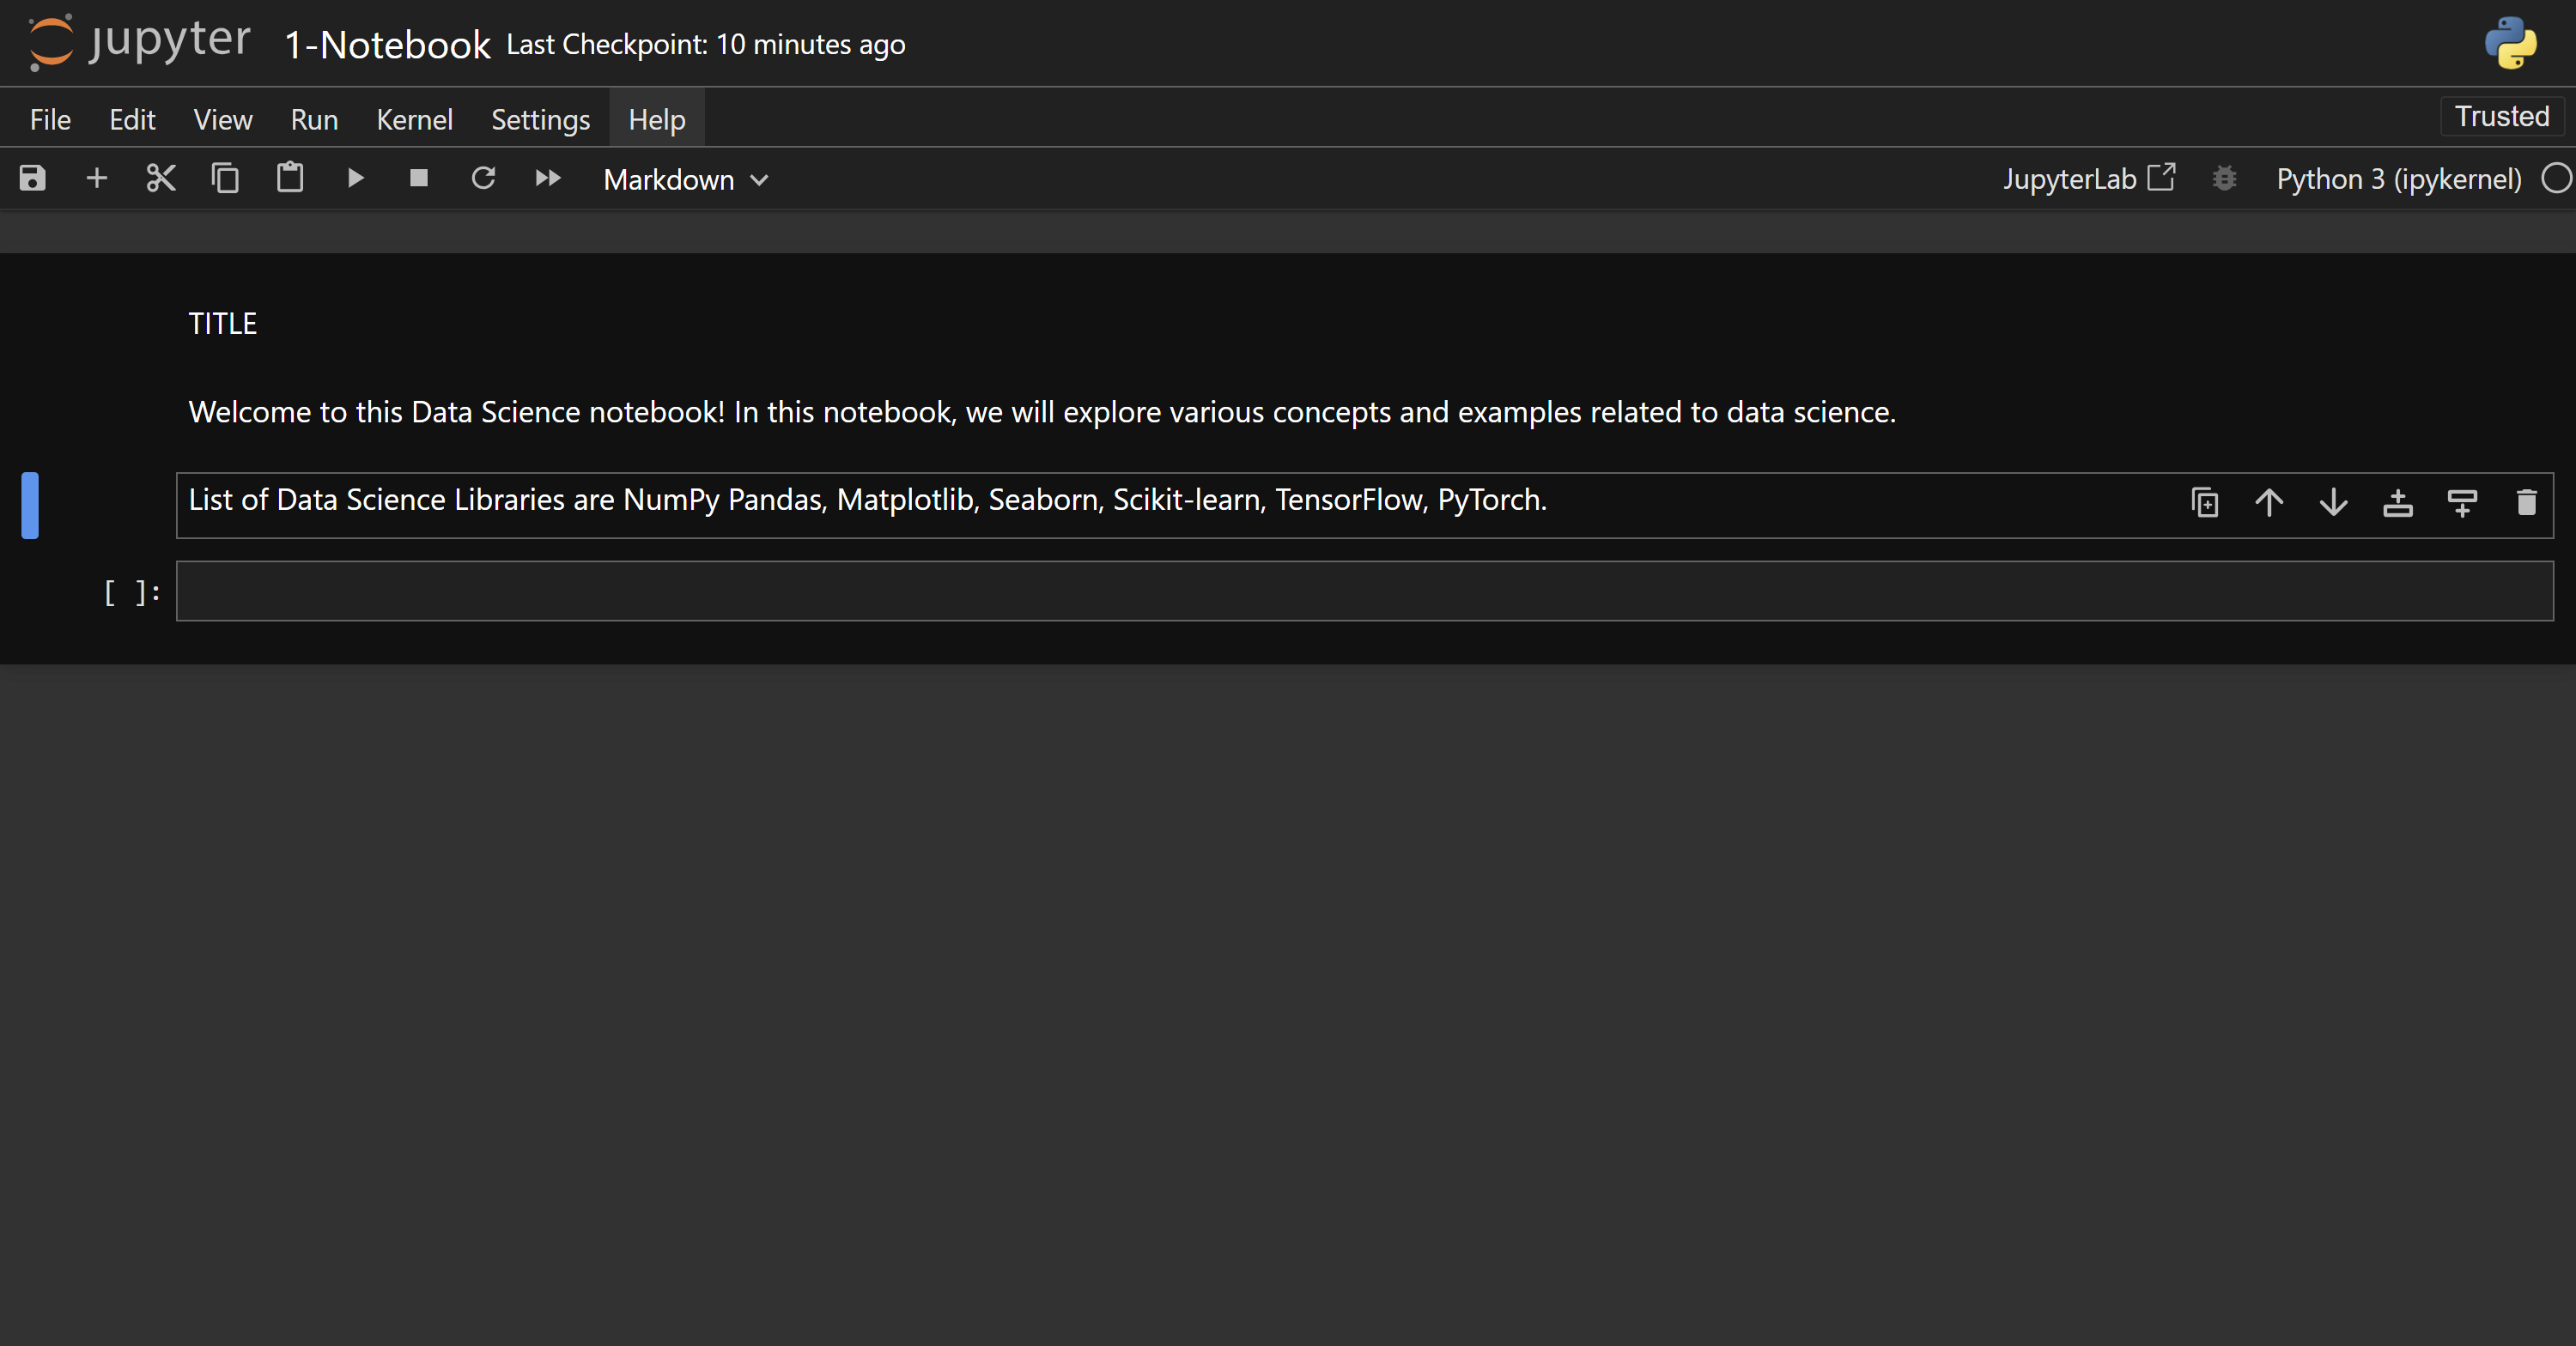 jupyter 1-Notebook Last Checkpoint: 10 minutes ago
File Edit View Run Kernel Settings Help Trusted
Markdown JupyterLab Python 3 (ipykernel)
TITLE
Welcome to this Data Science notebook! In this notebook, we will explore various concepts and examples related to data science.
List of Data Science Libraries are NumPy Pandas, Matplotlib, Seaborn, Scikit-learn, TensorFlow, PyTorch.
[ ]: